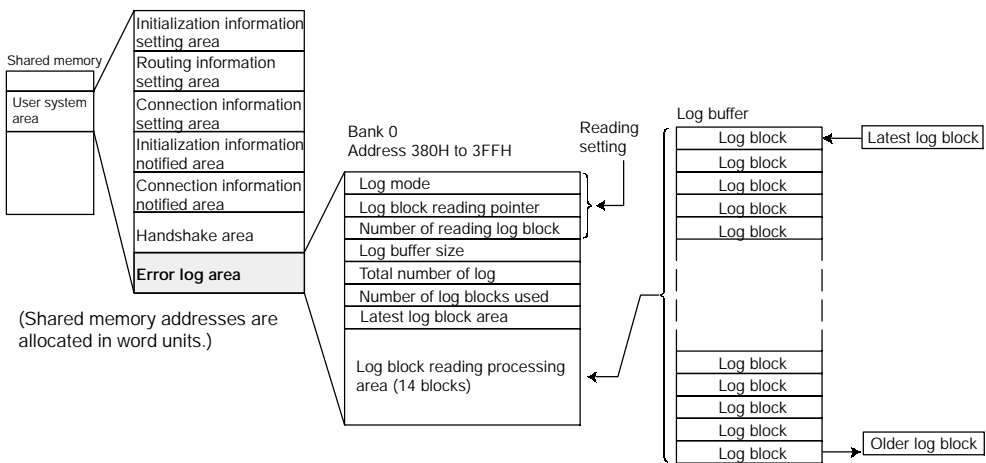 Shared memory
User system
area
Initialization information
setting area
Routing information
setting area
Connection information
setting area
Initialization information
notified area
Connection information
notified area
Handshake area
Error log area
(Shared memory addresses are
allocated in word units.)
Bank 0
Address 380H to 3FFH
Log mode
Log block reading pointer
Number of reading log block
Log buffer size
Total number of log
Number of log blocks used
Latest log block area
Log block reading processing
area (14 blocks)
Reading
setting
Log buffer
Log block
Log block
Log block
Log block
Log block
Log block
Log block
Log block
Log block
Log block
Latest log block
Older log block